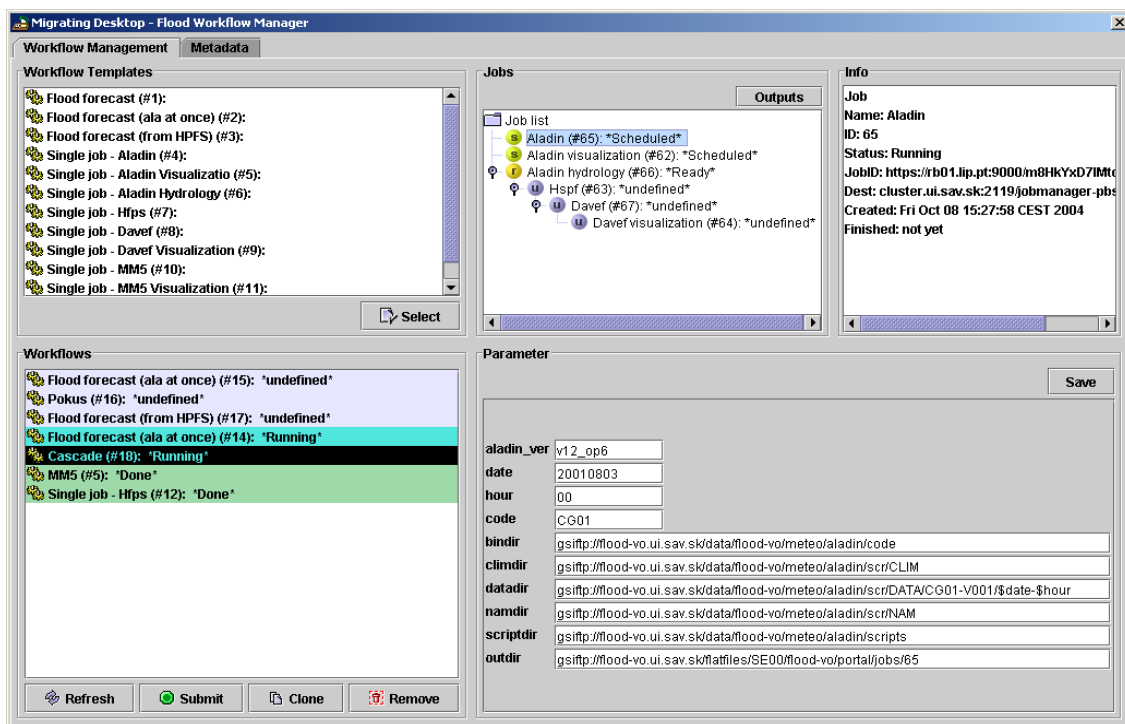 Migrating Desktop - Flood Workflow Manager
Workflow Management
Metadata
Workflow Templates
Flood forecast (#1):
Flood forecast (ala at once) (#2):
Flood forecast (from HPFS) (#3):
Single job - Aladin (#4):
Single job - Aladin Visualizatio (#5):
Single job - Aladin Hydrology (#6):
Single job - Hfps (#7):
Single job - Davef (#8):
Single job - Davef Visualization (#9):
Single job - MM5 (#10):
Single job - MM5 Visualization (#11):
Select
Jobs
Outputs
Job list
s Aladin (#65): *Scheduled*
s Aladin visualization (#62): *Scheduled*
r Aladin hydrology (#66): *Ready*
u Hspf (#63): *undefined*
u Davef (#67): *undefined*
u Davef visualization (#64): *undefined*
Info
Job
Name: Aladin
ID: 65
Status: Running
JobID: https://rb01.lip.pt:9000/m8HkYxD7IMt
Dest: cluster.ui.sav.sk:2119/jobmanager-pbs
Created: Fri Oct 08 15:27:58 CEST 2004
Finished: not yet
Workflows
Flood forecast (ala at once) (#15): *undefined*
Pokus (#16): *undefined*
Flood forecast (from HPFS) (#17): *undefined*
Flood forecast (ala at once) (#14): *Running*
Cascade (#18): *Running*
MM5 (#5): *Done*
Single job - Hfps (#12): *Done*
Refresh
Submit
Clone
Remove
Parameter
Save
aladin_ver v12_op6
date 20010803
hour 00
code CG01
bindir gsiftp://flood-vo.ui.sav.sk/data/flood-vo/meteo/aladin/code
climdir gsiftp://flood-vo.ui.sav.sk/data/flood-vo/meteo/aladin/scr/CLIM
datadir gsiftp://flood-vo.ui.sav.sk/data/flood-vo/meteo/aladin/scr/DATA/CG01-V001/$date-$hour
namdir gsiftp://flood-vo.ui.sav.sk/data/flood-vo/meteo/aladin/scr/NAM
scriptdir gsiftp://flood-vo.ui.sav.sk/data/flood-vo/meteo/aladin/scripts
outdir gsiftp://flood-vo.ui.sav.sk/flatfiles/SE00/flood-vo/portal/jobs/65